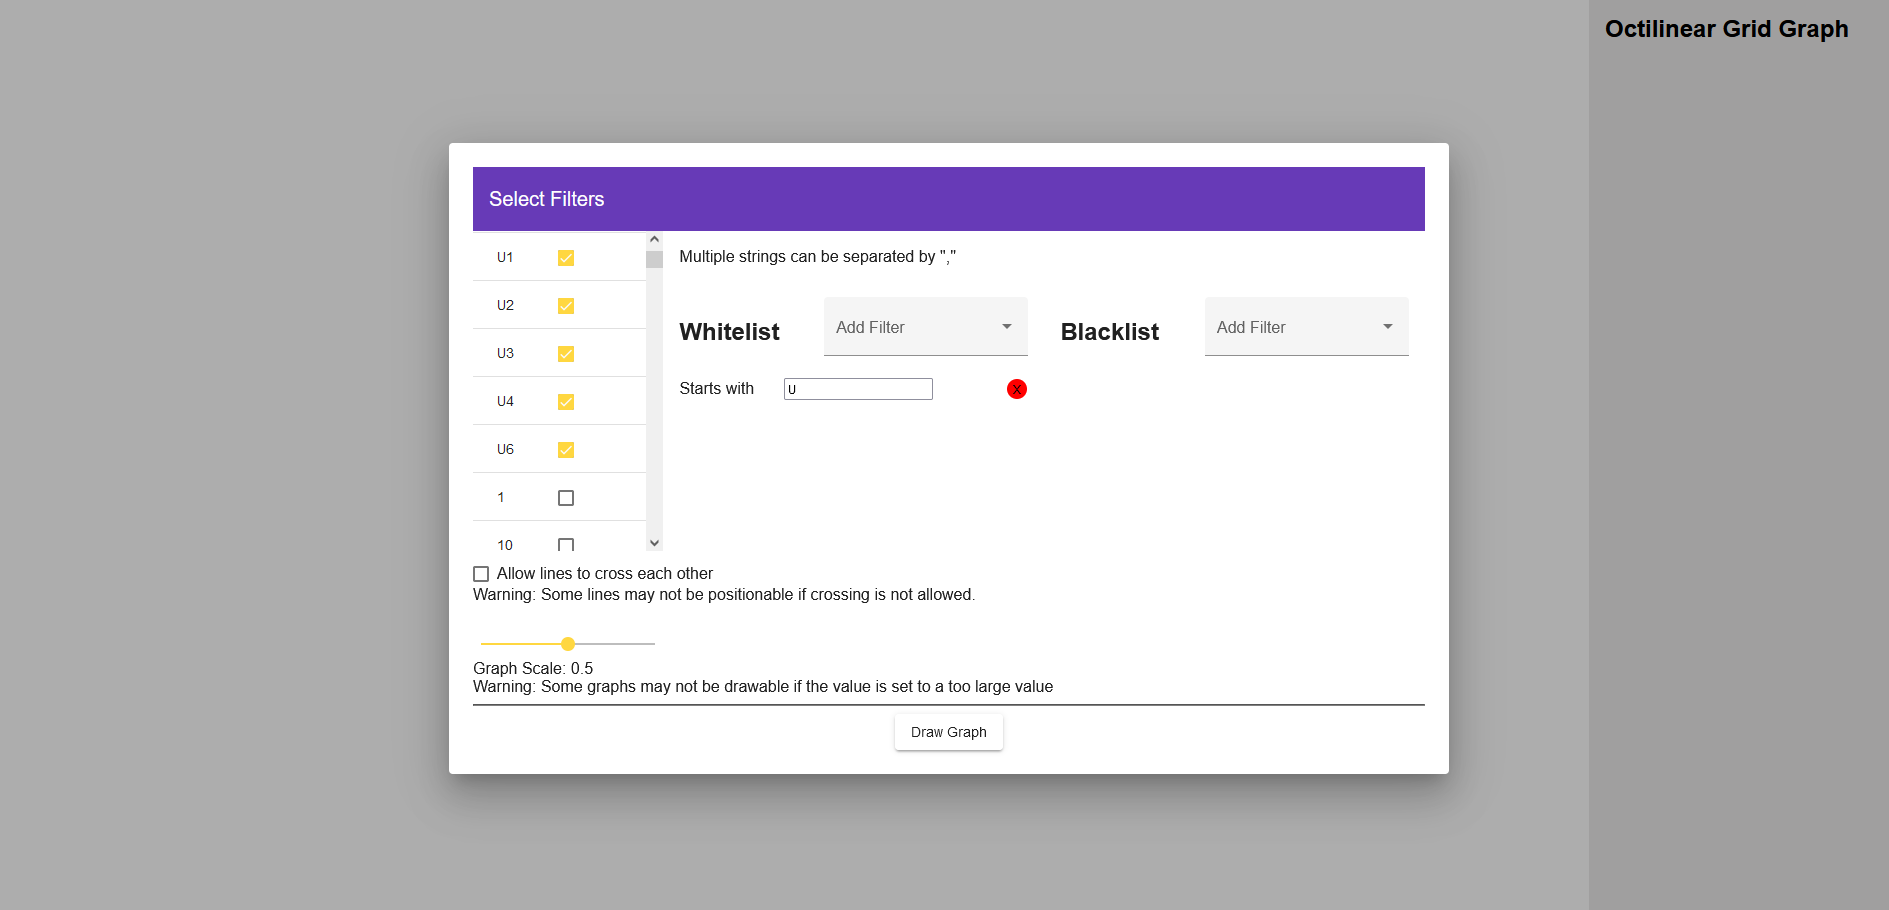 Octilinear Grid Graph
Select Filters
U1
U2
U3
U4
U6
1
10
Multiple strings can be separated by ","
Whitelist
Add Filter
Blacklist
Add Filter
Starts with
U
X
Allow lines to cross each other
Warning: Some lines may not be positionable if crossing is not allowed.
Graph Scale: 0.5
Warning: Some graphs may not be drawable if the value is set to a too large value
Draw Graph